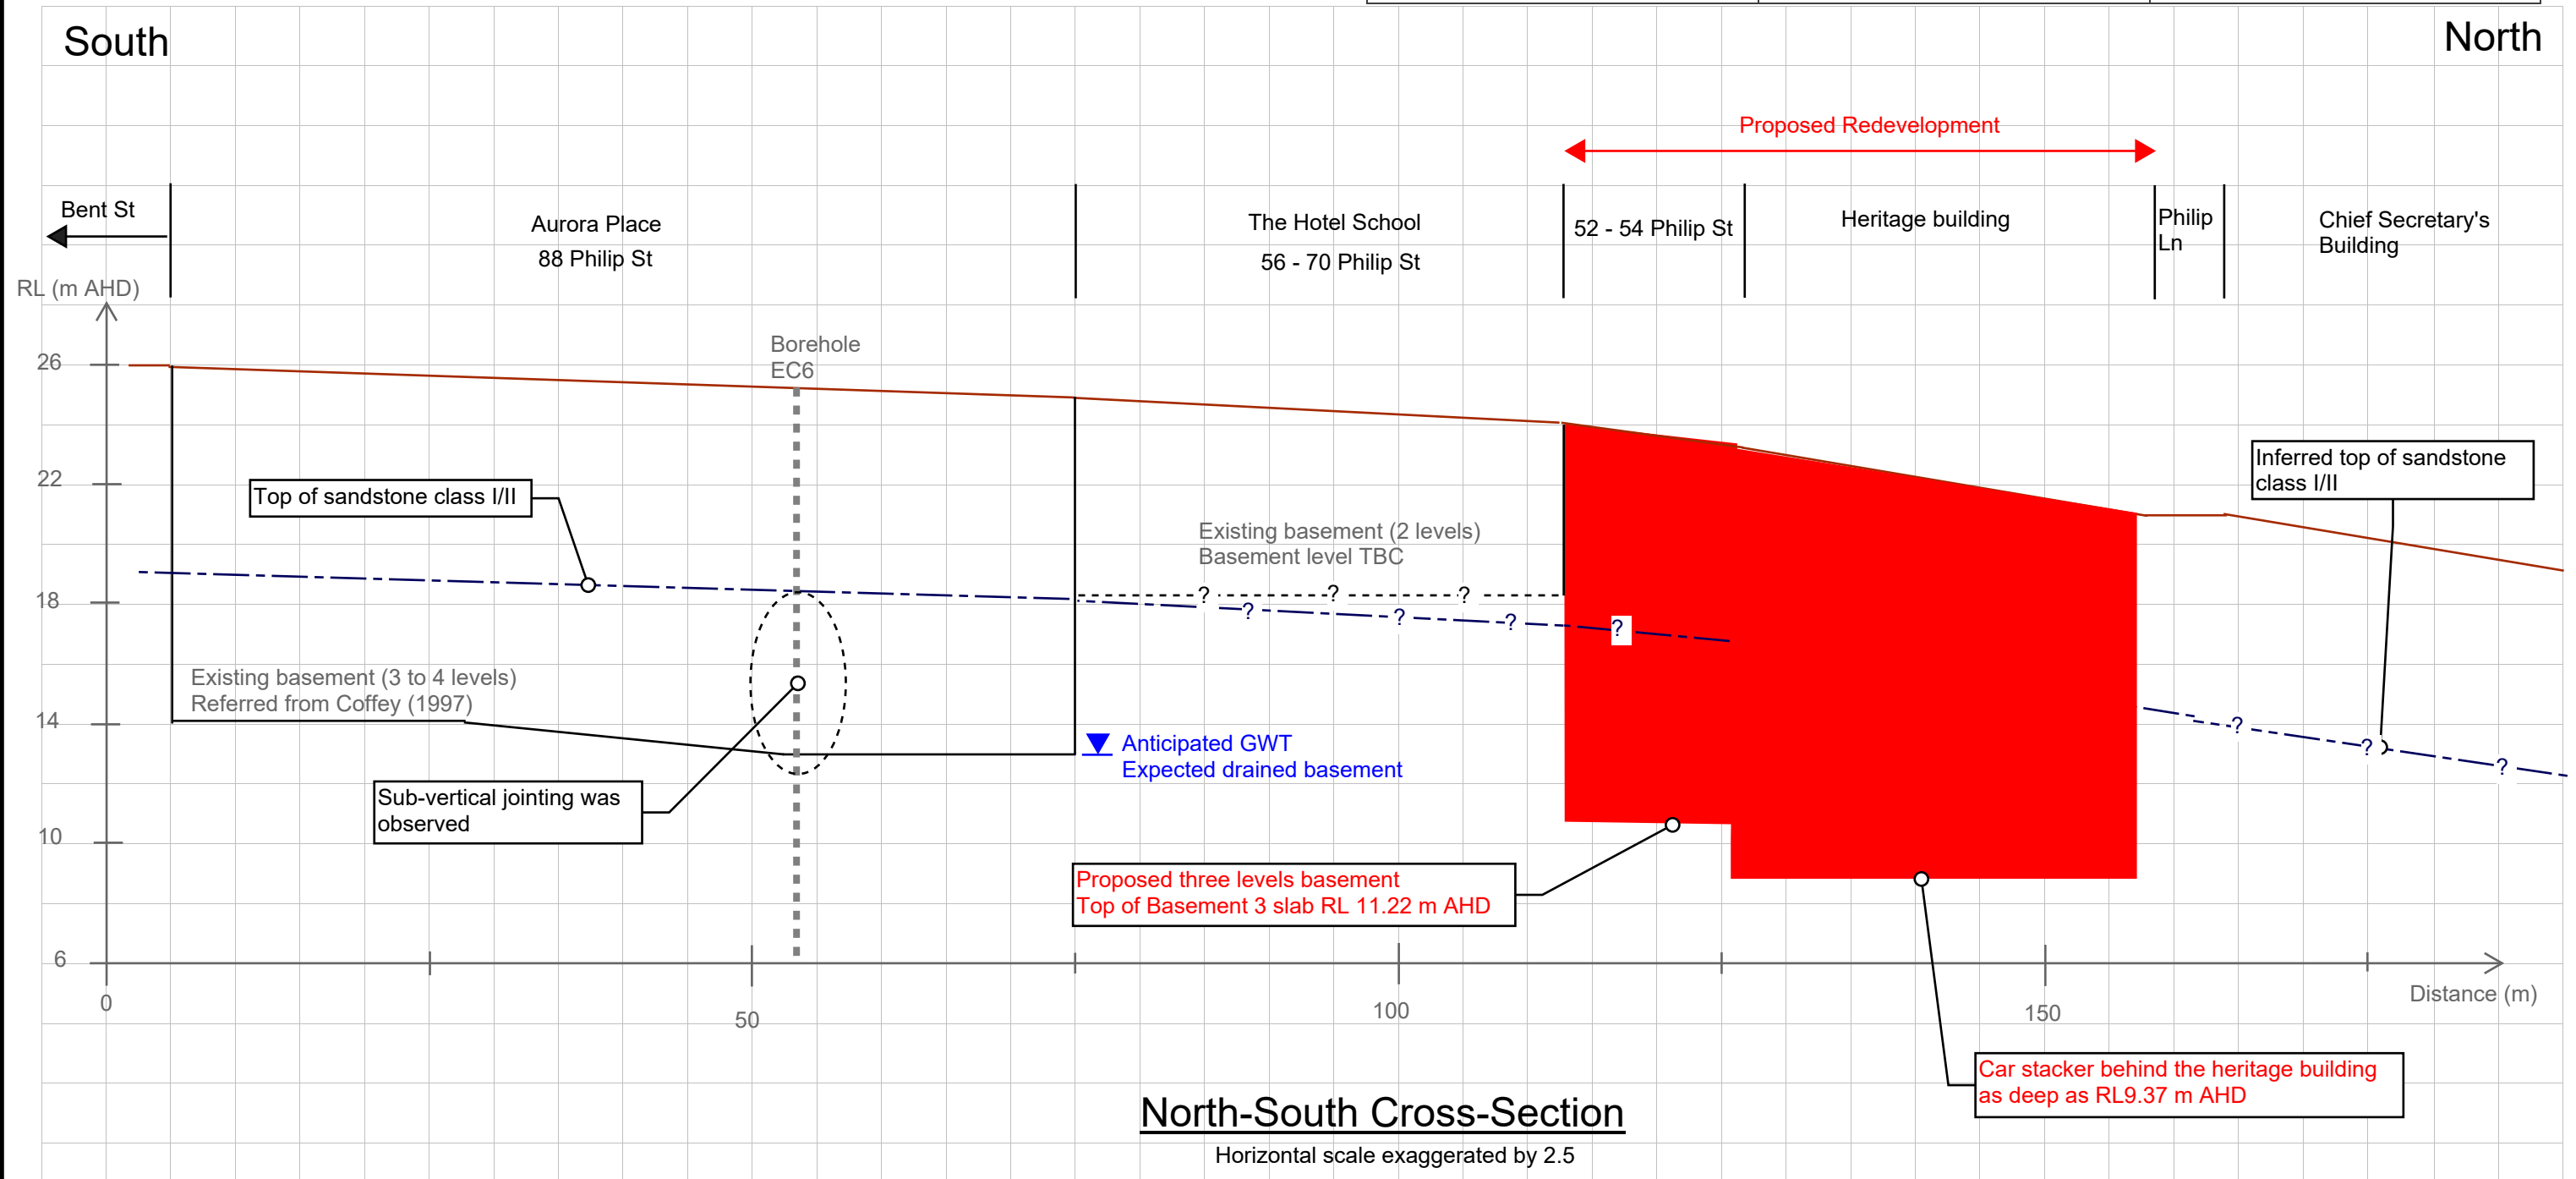 South
North
Proposed Redevelopment
Bent St
Aurora Place
88 Philip St
The Hotel School
56 - 70 Philip St
52 - 54 Philip St
Heritage building
Philip
Ln
Chief Secretary's
Building
RL (m AHD)
26
22
18
14
10
6
Borehole
EC6
Top of sandstone class I/II
Inferred top of sandstone
class I/II
Existing basement (2 levels)
Basement level TBC
? ? ?
? ? ? ?
? ? ?
Existing basement (3 to 4 levels)
Referred from Coffey (1997)
Anticipated GWT
Expected drained basement
Sub-vertical jointing was
observed
Proposed three levels basement
Top of Basement 3 slab RL 11.22 m AHD
0
50
100
150
Distance (m)
Car stacker behind the heritage building
as deep as RL9.37 m AHD
North-South Cross-Section
Horizontal scale exaggerated by 2.5